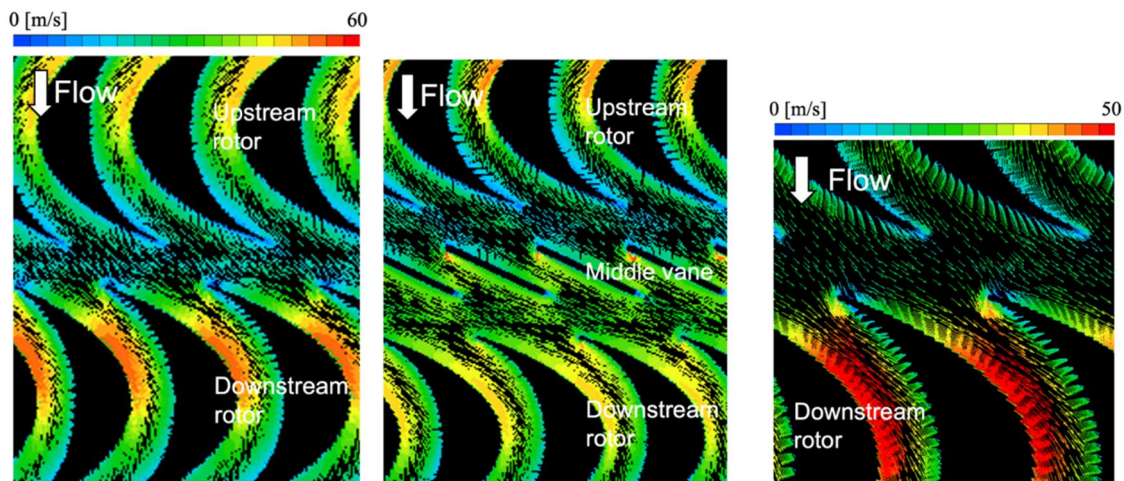 0 [m/s] 60
Flow
Upstream
rotor
Downstream
rotor
Flow
Upstream
rotor
Middle vane
Downstream
rotor
0 [m/s] 50
Flow
Downstream
rotor